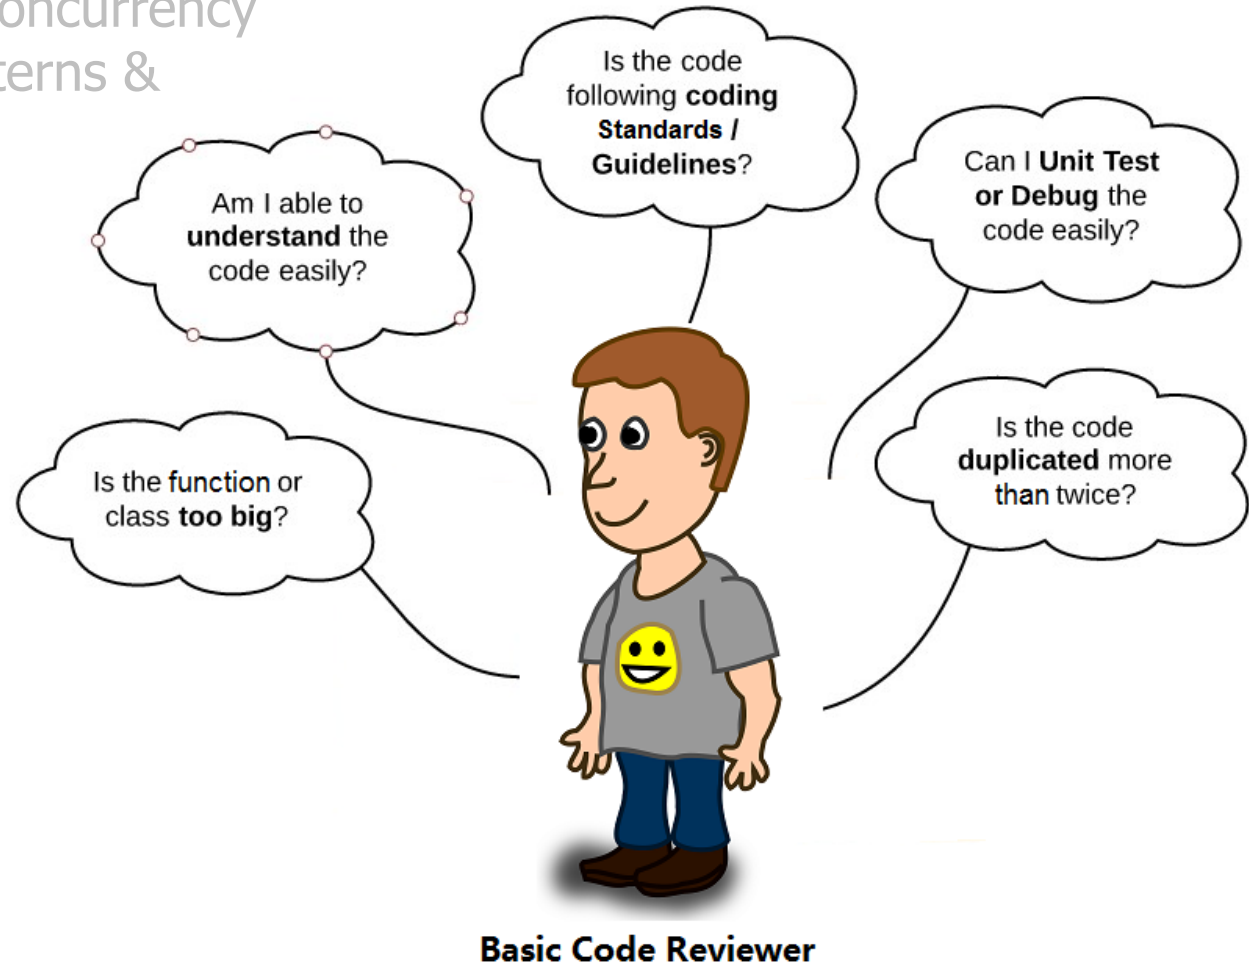 oncurrency
terns &
Is the code
following coding
Standards /
Guidelines?
Can I Unit Test
or Debug the
code easily?
Am I able to
understand the
code easily?
Is the code
duplicated more
than twice?
Is the function or
class too big?
Basic Code Reviewer